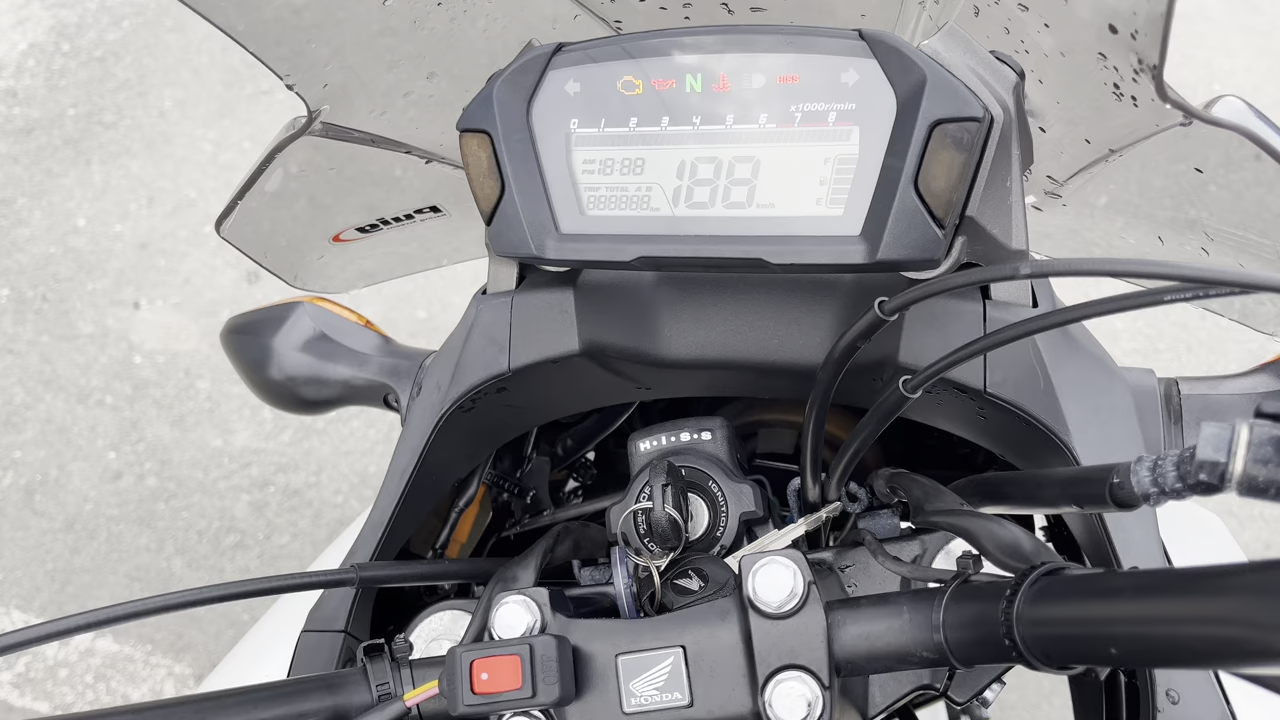 N
HISS
x1000r/min
0 1 2 3 4 5 6 7 8
AM
PM 18:88
188
km/h
F
E
TRIP TOTAL A B
888888 km
Puig
H·I·S·S
IGNITION
PUSH
HONDA